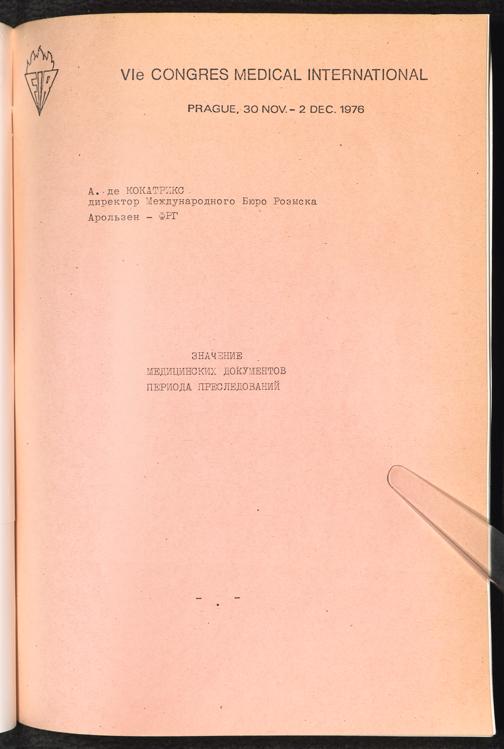 FIR
VIe CONGRES MEDICAL INTERNATIONAL
PRAGUE, 30 NOV. - 2 DEC. 1976
А. де КОКАТРИКС
директор Международного Бюро Розыска
Арользен - ФРГ
ЗНАЧЕНИЕ
МЕДИЦИНСКИХ ДОКУМЕНТОВ
ПЕРИОДА ПРЕСЛЕДОВАНИЙ
- . -